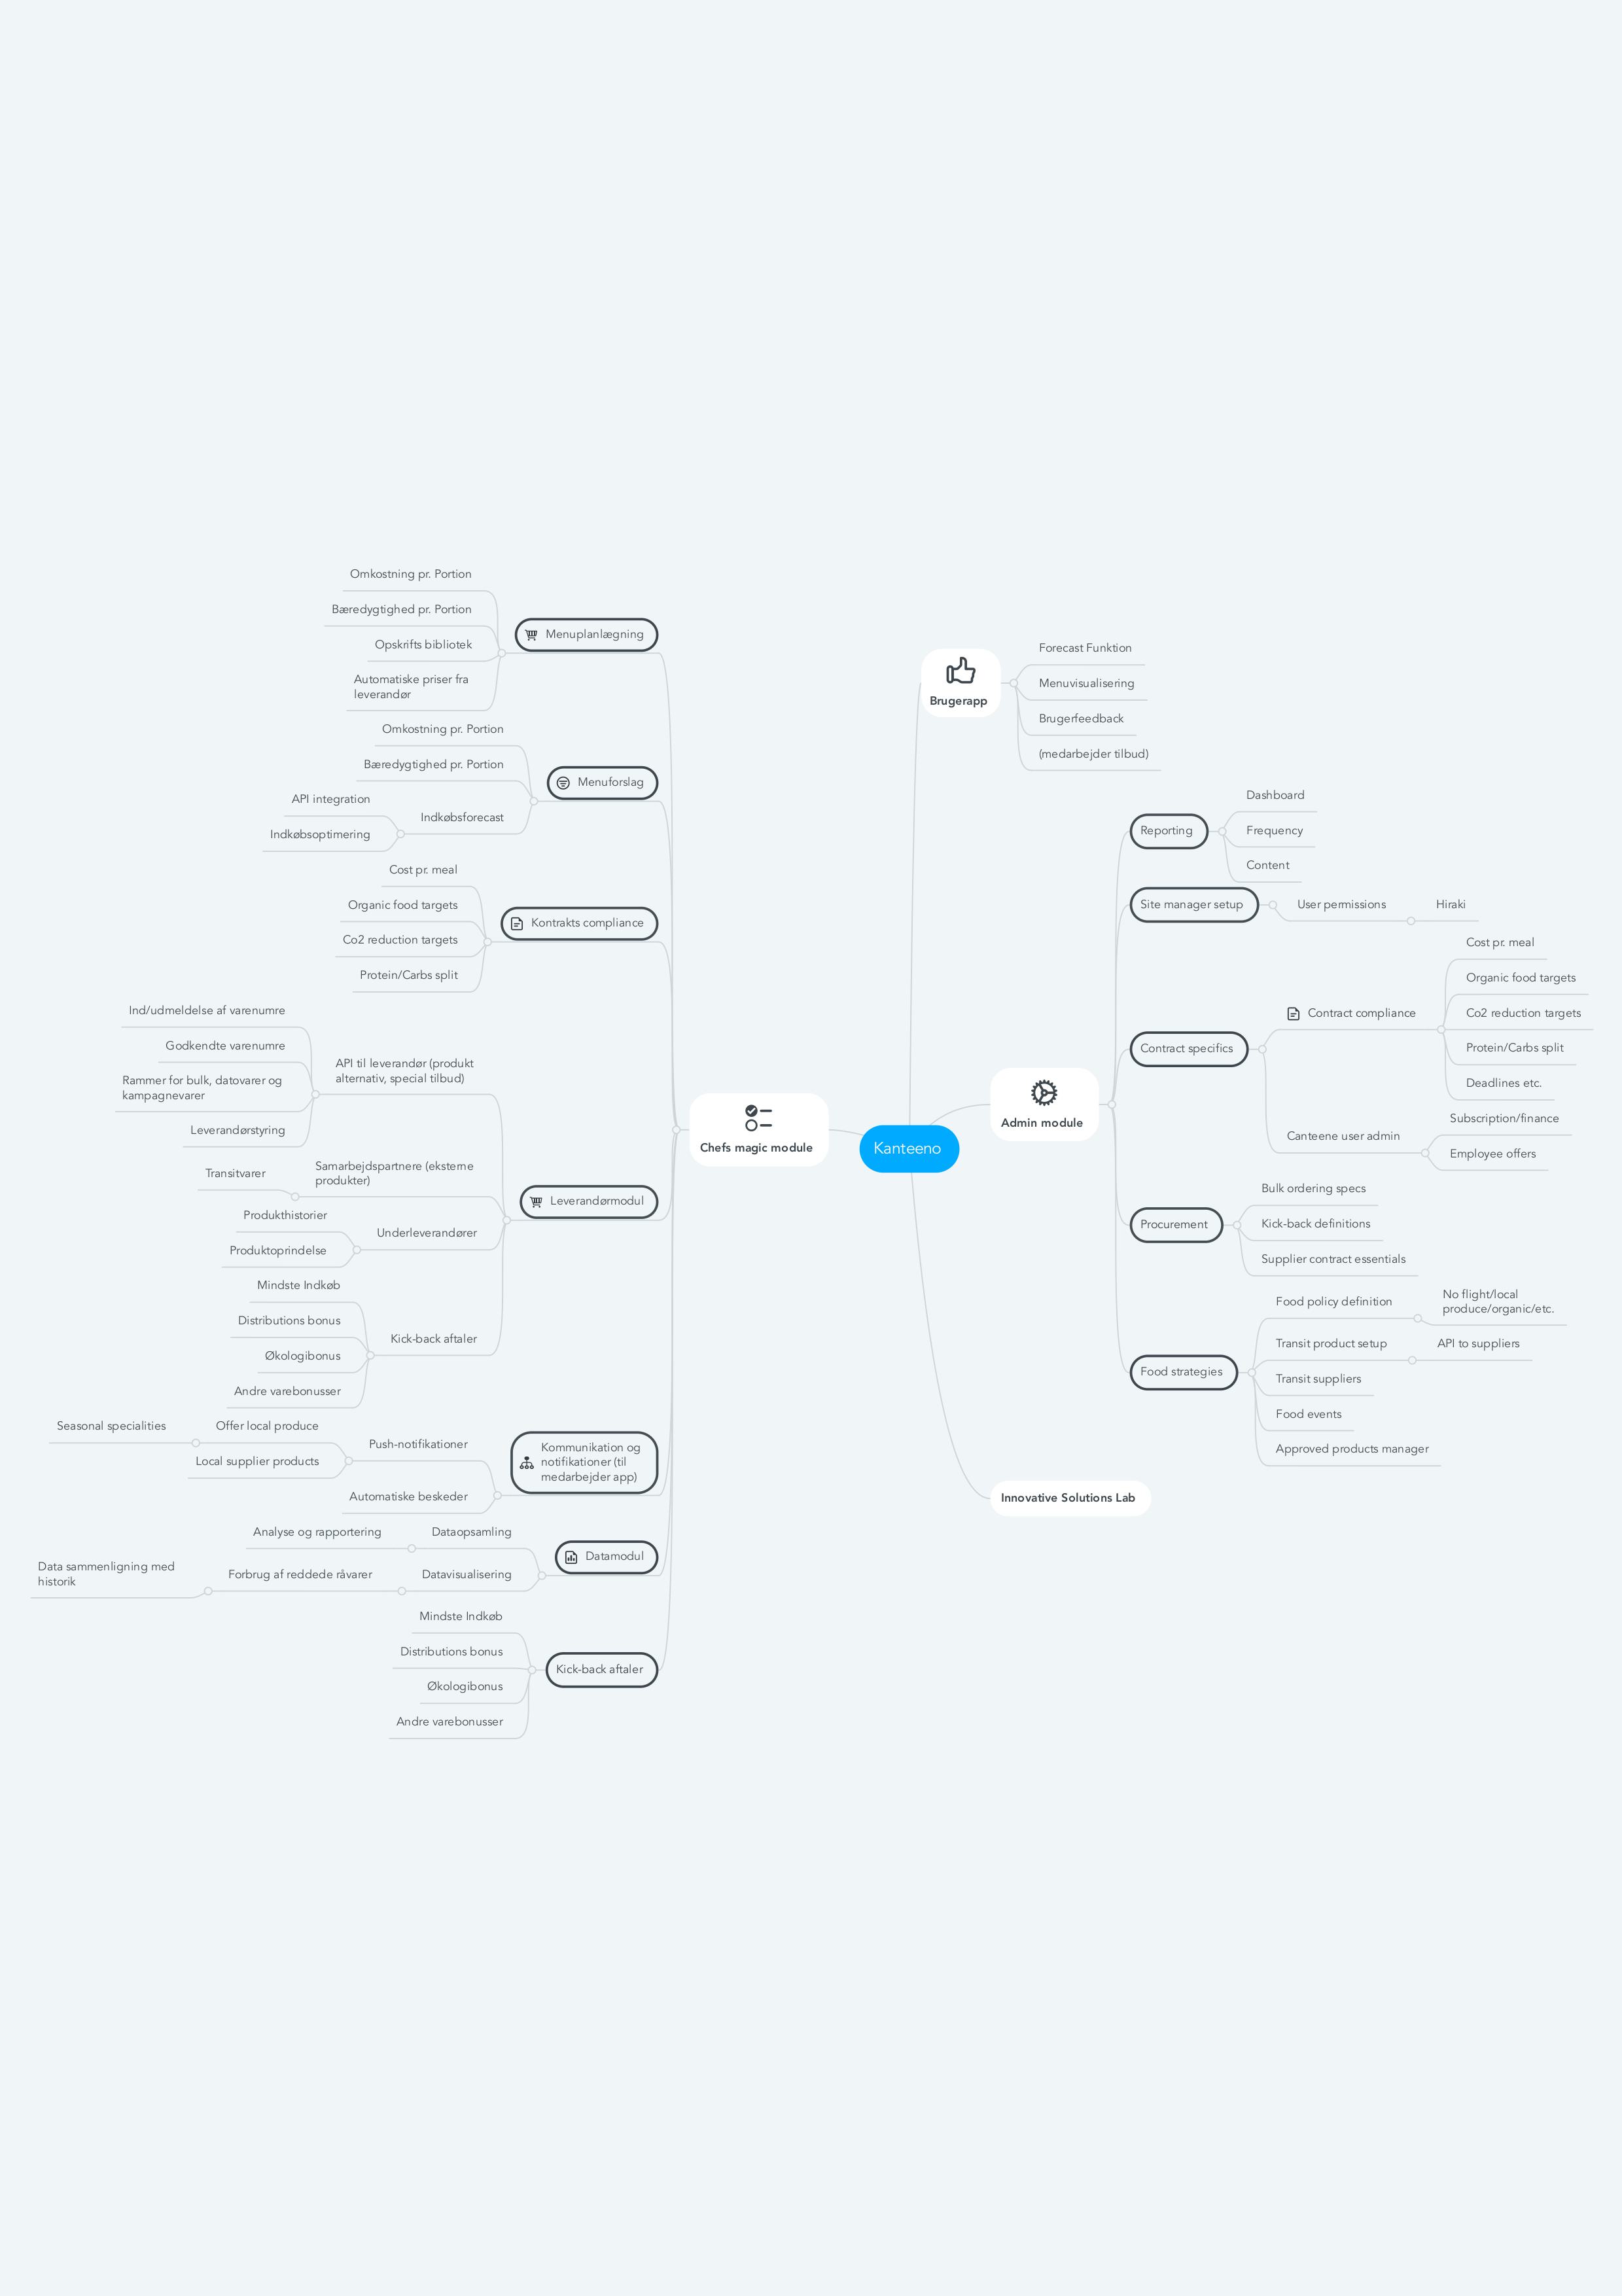 Kanteeno
Chefs magic module
Menuplanlægning
Omkostning pr. Portion
Bæredygtighed pr. Portion
Opskrifts bibliotek
Automatiske priser fra
leverandør
Menuforslag
Omkostning pr. Portion
Bæredygtighed pr. Portion
Indkøbsforecast
API integration
Indkøbsoptimering
Kontrakts compliance
Cost pr. meal
Organic food targets
Co2 reduction targets
Protein/Carbs split
Leverandørmodul
API til leverandør (produkt
alternativ, special tilbud)
Ind/udmeldelse af varenumre
Godkendte varenumre
Rammer for bulk, datovarer og
kampagnevarer
Leverandørstyring
Samarbejdspartnere (eksterne
produkter)
Transitvarer
Underleverandører
Produkthistorier
Produktoprindelse
Kick-back aftaler
Mindste Indkøb
Distributions bonus
Økologibonus
Andre varebonusser
Kommunikation og
notifikationer (til
medarbejder app)
Push-notifikationer
Offer local produce
Seasonal specialities
Local supplier products
Automatiske beskeder
Datamodul
Dataopsamling
Analyse og rapportering
Datavisualisering
Forbrug af reddede råvarer
Data sammenligning med
historik
Kick-back aftaler
Mindste Indkøb
Distributions bonus
Økologibonus
Andre varebonusser
Brugerapp
Forecast Funktion
Menuvisualisering
Brugerfeedback
(medarbejder tilbud)
Admin module
Reporting
Dashboard
Frequency
Content
Site manager setup
User permissions
Hiraki
Contract specifics
Contract compliance
Cost pr. meal
Organic food targets
Co2 reduction targets
Protein/Carbs split
Deadlines etc.
Canteene user admin
Subscription/finance
Employee offers
Procurement
Bulk ordering specs
Kick-back definitions
Supplier contract essentials
Food strategies
Food policy definition
No flight/local
produce/organic/etc.
Transit product setup
API to suppliers
Transit suppliers
Food events
Approved products manager
Innovative Solutions Lab